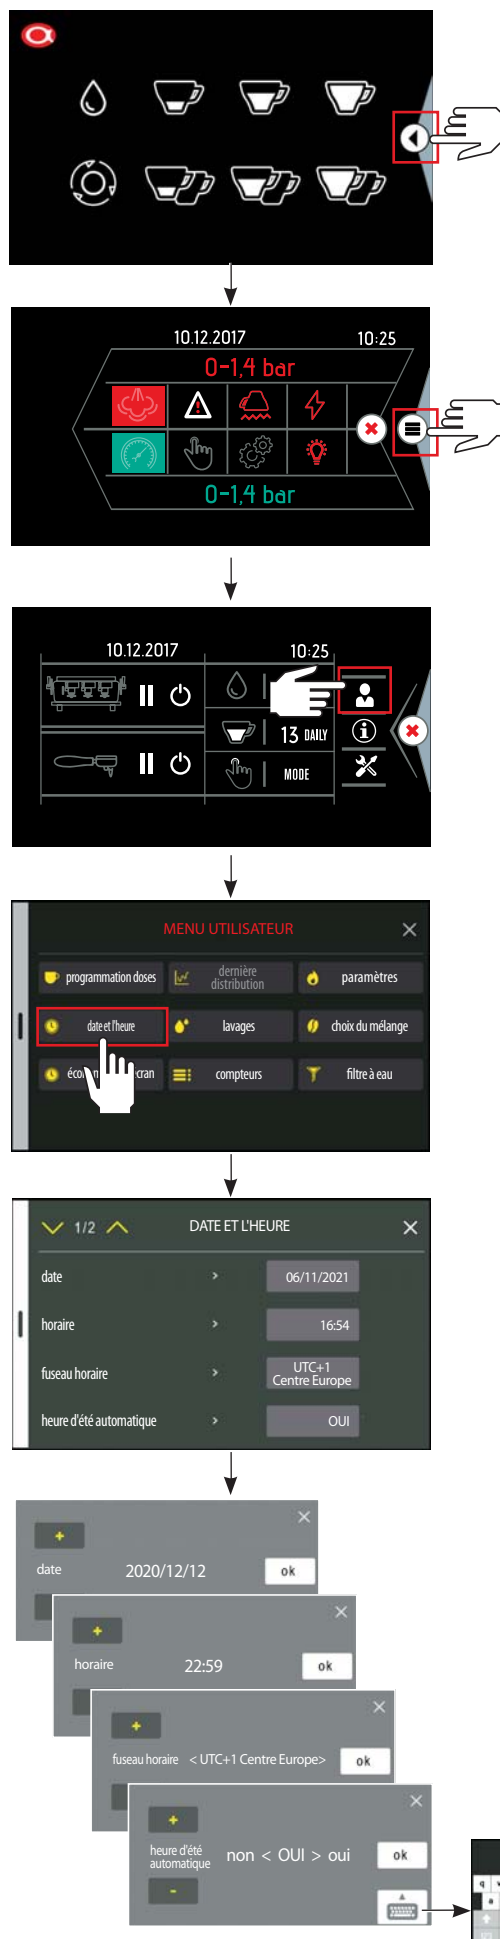 10.12.2017 10:25
0-1,4 bar
0-1,4 bar
10.12.2017 10:25
13 DAILY
MODE
MENU UTILISATEUR
programmation doses
dernière
distribution
paramètres
date et l'heure
lavages
choix du mélange
écran
compteurs
filtre à eau
1/2 DATE ET L'HEURE
date > 06/11/2021
horaire > 16:54
fuseau horaire > UTC+1
Centre Europe
heure d'été automatique > OUI
+
date 2020/12/12 ok
+
horaire 22:59 ok
+
fuseau horaire < UTC+1 Centre Europe> ok
+
heure d'été
automatique non < OUI > oui ok
-
q
a